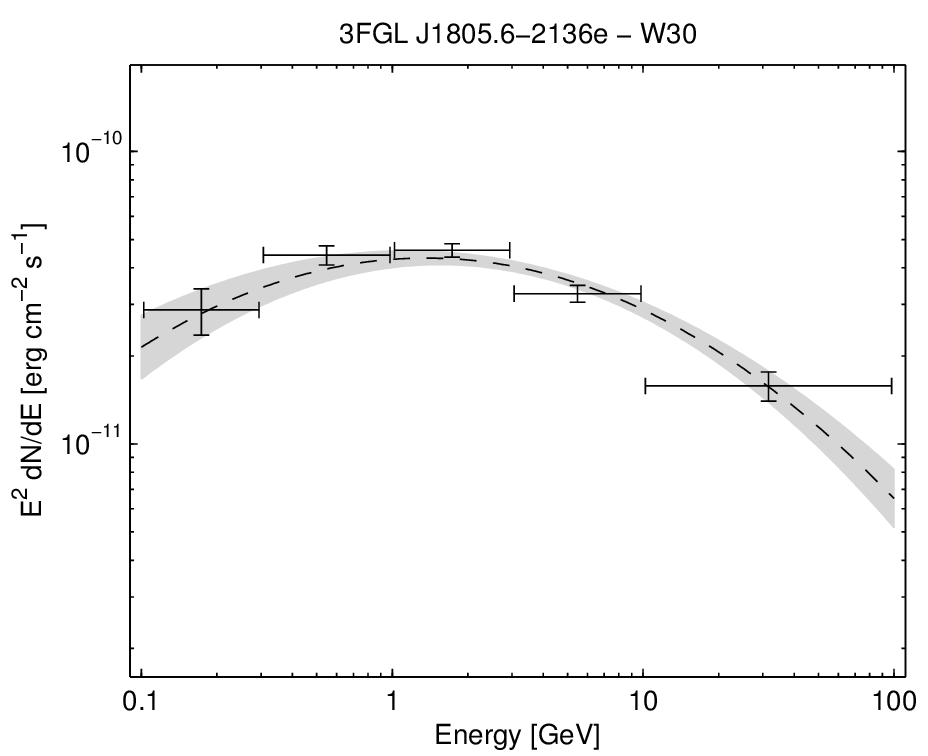 3FGL J1805.6−2136e − W30
10⁻¹⁰
10⁻¹¹
E² dN/dE [erg cm⁻² s⁻¹]
0.1 1 10 100
Energy [GeV]